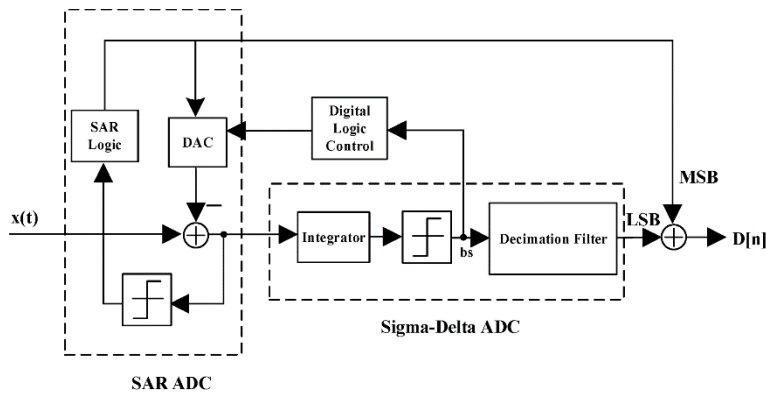 SAR
Logic
DAC
Digital
Logic
Control
MSB
x(t)
Integrator
bs
Decimation Filter
LSB
D[n]
Sigma-Delta ADC
SAR ADC